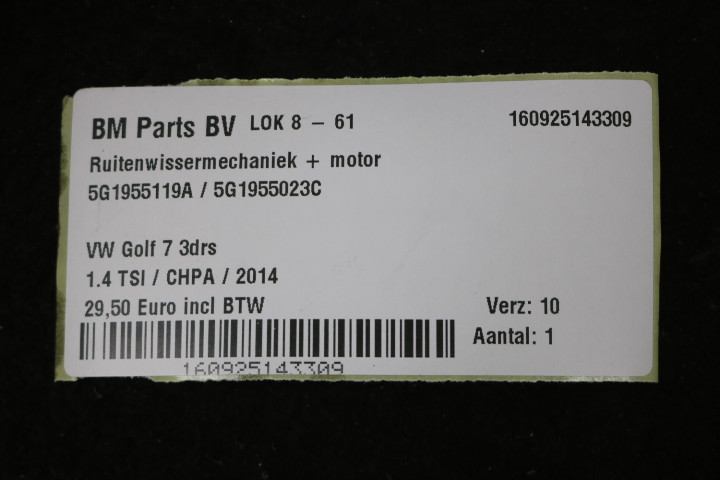 BM Parts BV LOK 8 – 61 160925143309
Ruitenwissermechaniek + motor
5G1955119A / 5G1955023C
VW Golf 7 3drs
1.4 TSI / CHPA / 2014
29,50 Euro incl BTW Verz: 10
Aantal: 1
160925143309